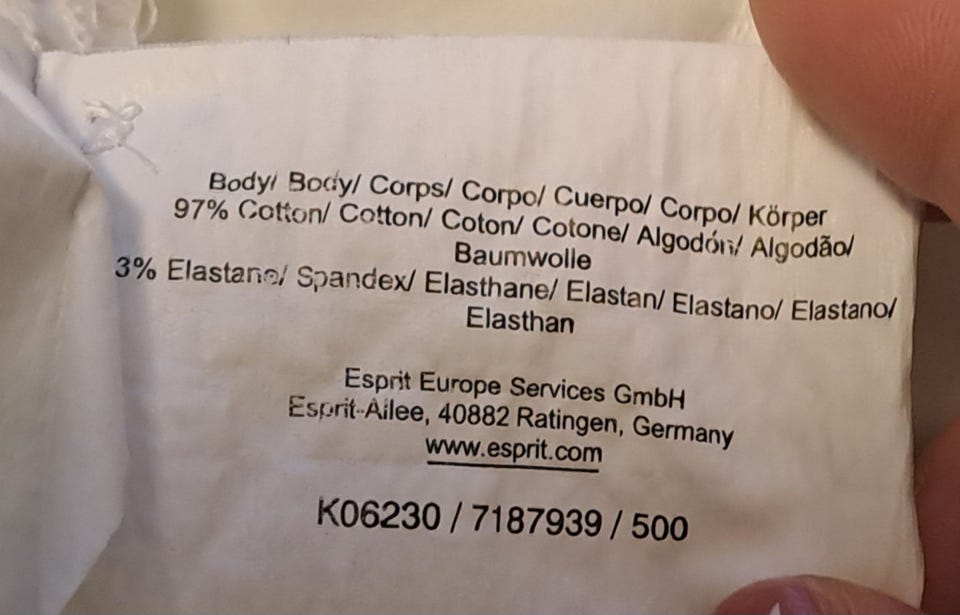 Body/ Body/ Corps/ Corpo/ Cuerpo/ Corpo/ Körper
97% Cotton/ Cotton/ Coton/ Cotone/ Algodón/ Algodão/
Baumwolle
3% Elastane/ Spandex/ Elasthane/ Elastan/ Elastano/ Elastano/
Elasthan
Esprit Europe Services GmbH
Esprit-Ailee, 40882 Ratingen, Germany
www.esprit.com
K06230 / 7187939 / 500